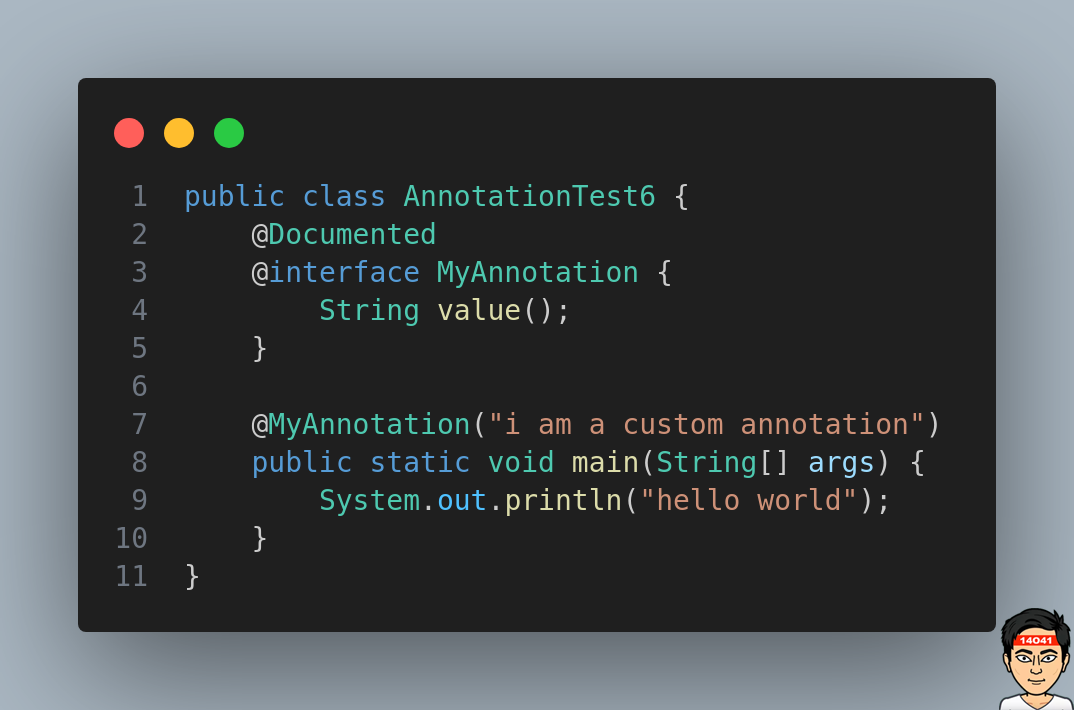 1 public class AnnotationTest6 {
2     @Documented
3     @interface MyAnnotation {
4         String value();
5     }
6
7     @MyAnnotation("i am a custom annotation")
8     public static void main(String[] args) {
9         System.out.println("hello world");
10     }
11 }
14041